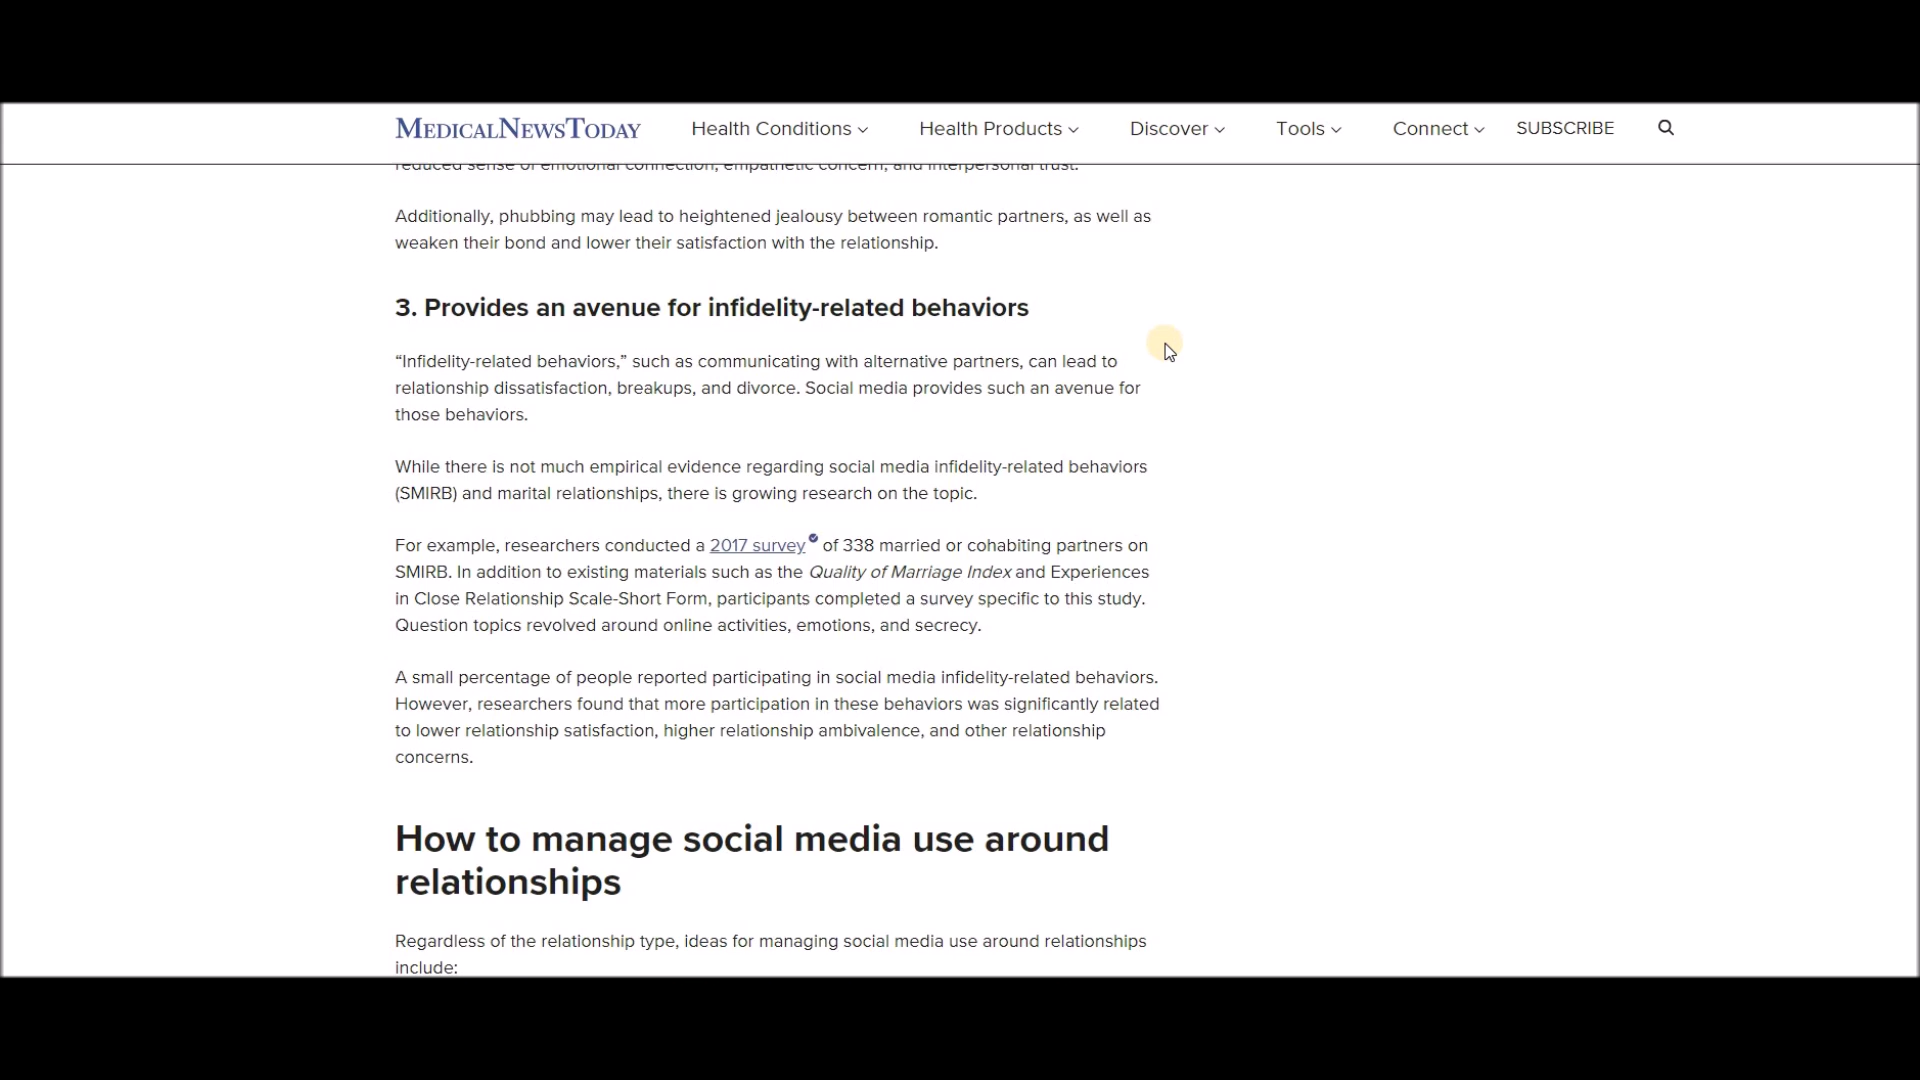 MEDICALNEWSTODAY Health Conditions Health Products Discover Tools Connect SUBSCRIBE
reduced sense of emotional connection, empathetic concern, and interpersonal trust.
Additionally, phubbing may lead to heightened jealousy between romantic partners, as well as
weaken their bond and lower their satisfaction with the relationship.
3. Provides an avenue for infidelity-related behaviors
“Infidelity-related behaviors,” such as communicating with alternative partners, can lead to
relationship dissatisfaction, breakups, and divorce. Social media provides such an avenue for
those behaviors.
While there is not much empirical evidence regarding social media infidelity-related behaviors
(SMIRB) and marital relationships, there is growing research on the topic.
For example, researchers conducted a 2017 survey of 338 married or cohabiting partners on
SMIRB. In addition to existing materials such as the Quality of Marriage Index and Experiences
in Close Relationship Scale-Short Form, participants completed a survey specific to this study.
Question topics revolved around online activities, emotions, and secrecy.
A small percentage of people reported participating in social media infidelity-related behaviors.
However, researchers found that more participation in these behaviors was significantly related
to lower relationship satisfaction, higher relationship ambivalence, and other relationship
concerns.
How to manage social media use around
relationships
Regardless of the relationship type, ideas for managing social media use around relationships
include: